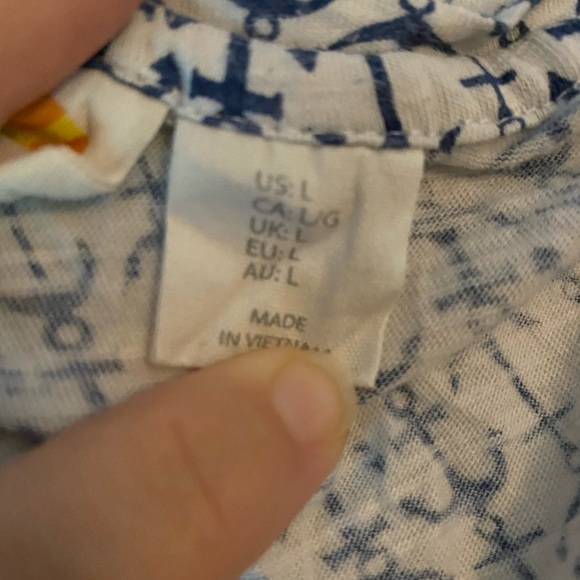 US: L
CA: L/G
UK: L
EU: L
AU: L
MADE
IN VIETNAM